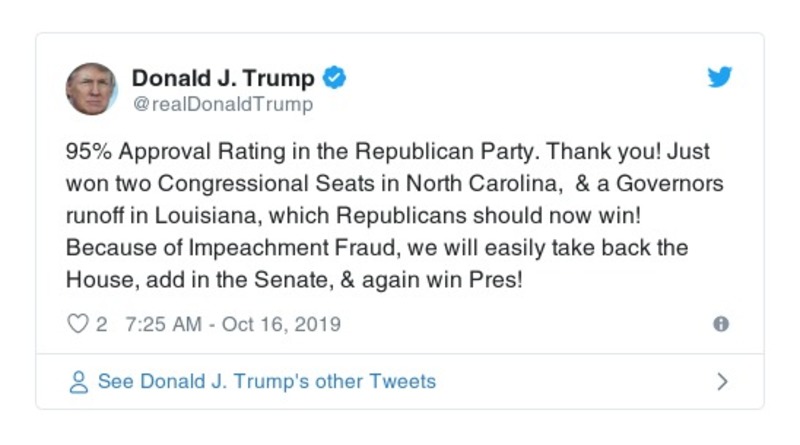 Donald J. Trump
@realDonaldTrump
95% Approval Rating in the Republican Party. Thank you! Just
won two Congressional Seats in North Carolina,  & a Governors
runoff in Louisiana, which Republicans should now win!
Because of Impeachment Fraud, we will easily take back the
House, add in the Senate, & again win Pres!
2 7:25 AM - Oct 16, 2019
See Donald J. Trump's other Tweets